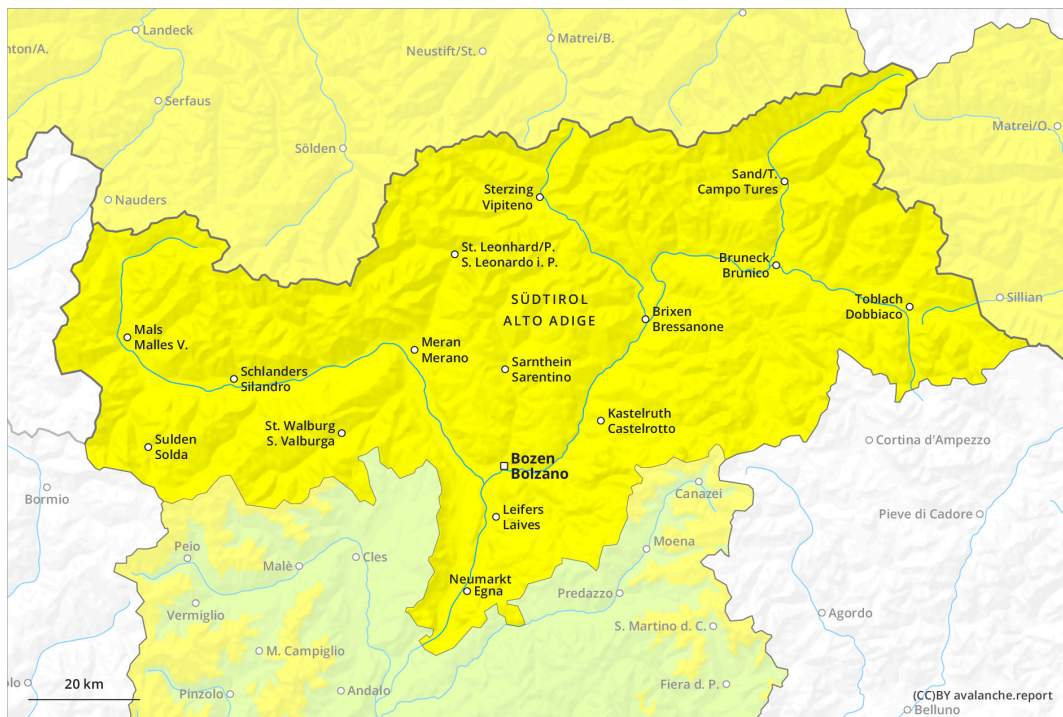 Landeck
Matrei/B.
Neustift/St.
nton/A.
Serfaus
Matrei/O.
Sölden
Sand/T.
Campo Tures
Sterzing
Vipiteno
Nauders
St. Leonhard/P.
S. Leonardo i. P.
Bruneck
Brunico
SÜDTIROL
ALTO ADIGE
Toblach
Dobbiaco
Sillian
Brixen
Bressanone
Mals
Malles V.
Meran
Merano
Sarnthein
Sarentino
Schlanders
Silandro
Kastelruth
Castelrotto
St. Walburg
S. Valburga
Sulden
Solda
Cortina d'Ampezzo
Bozen
Bolzano
Bormio
Canazei
Leifers
Laives
Pieve di Cadore
Moena
Peio
Cles
Malè
Neumarkt
Egna
Predazzo
Vermiglio
Agordo
S. Martino d. C.
M. Campiglio
20 km
olo
Pinzolo
Andalo
Fiera d. P.
(CC)BY avalanche.report
Belluno